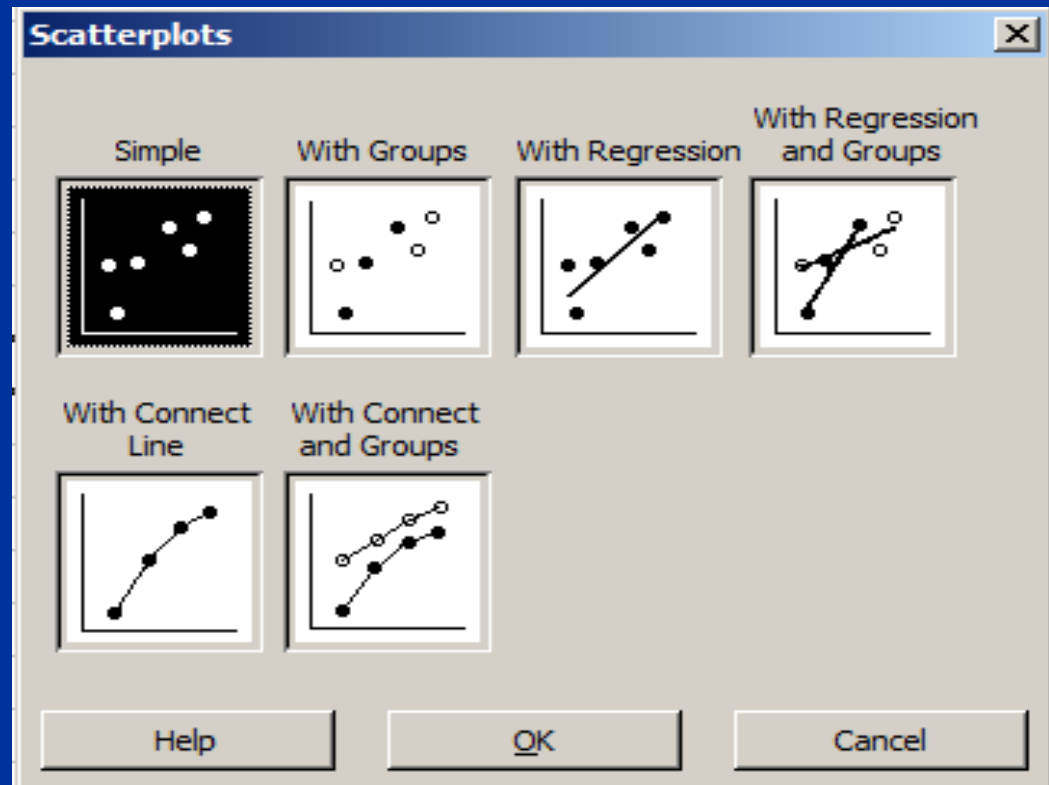 Scatterplots
Simple
With Groups
With Regression
With Regression
and Groups
With Connect
Line
With Connect
and Groups
Help
OK
Cancel